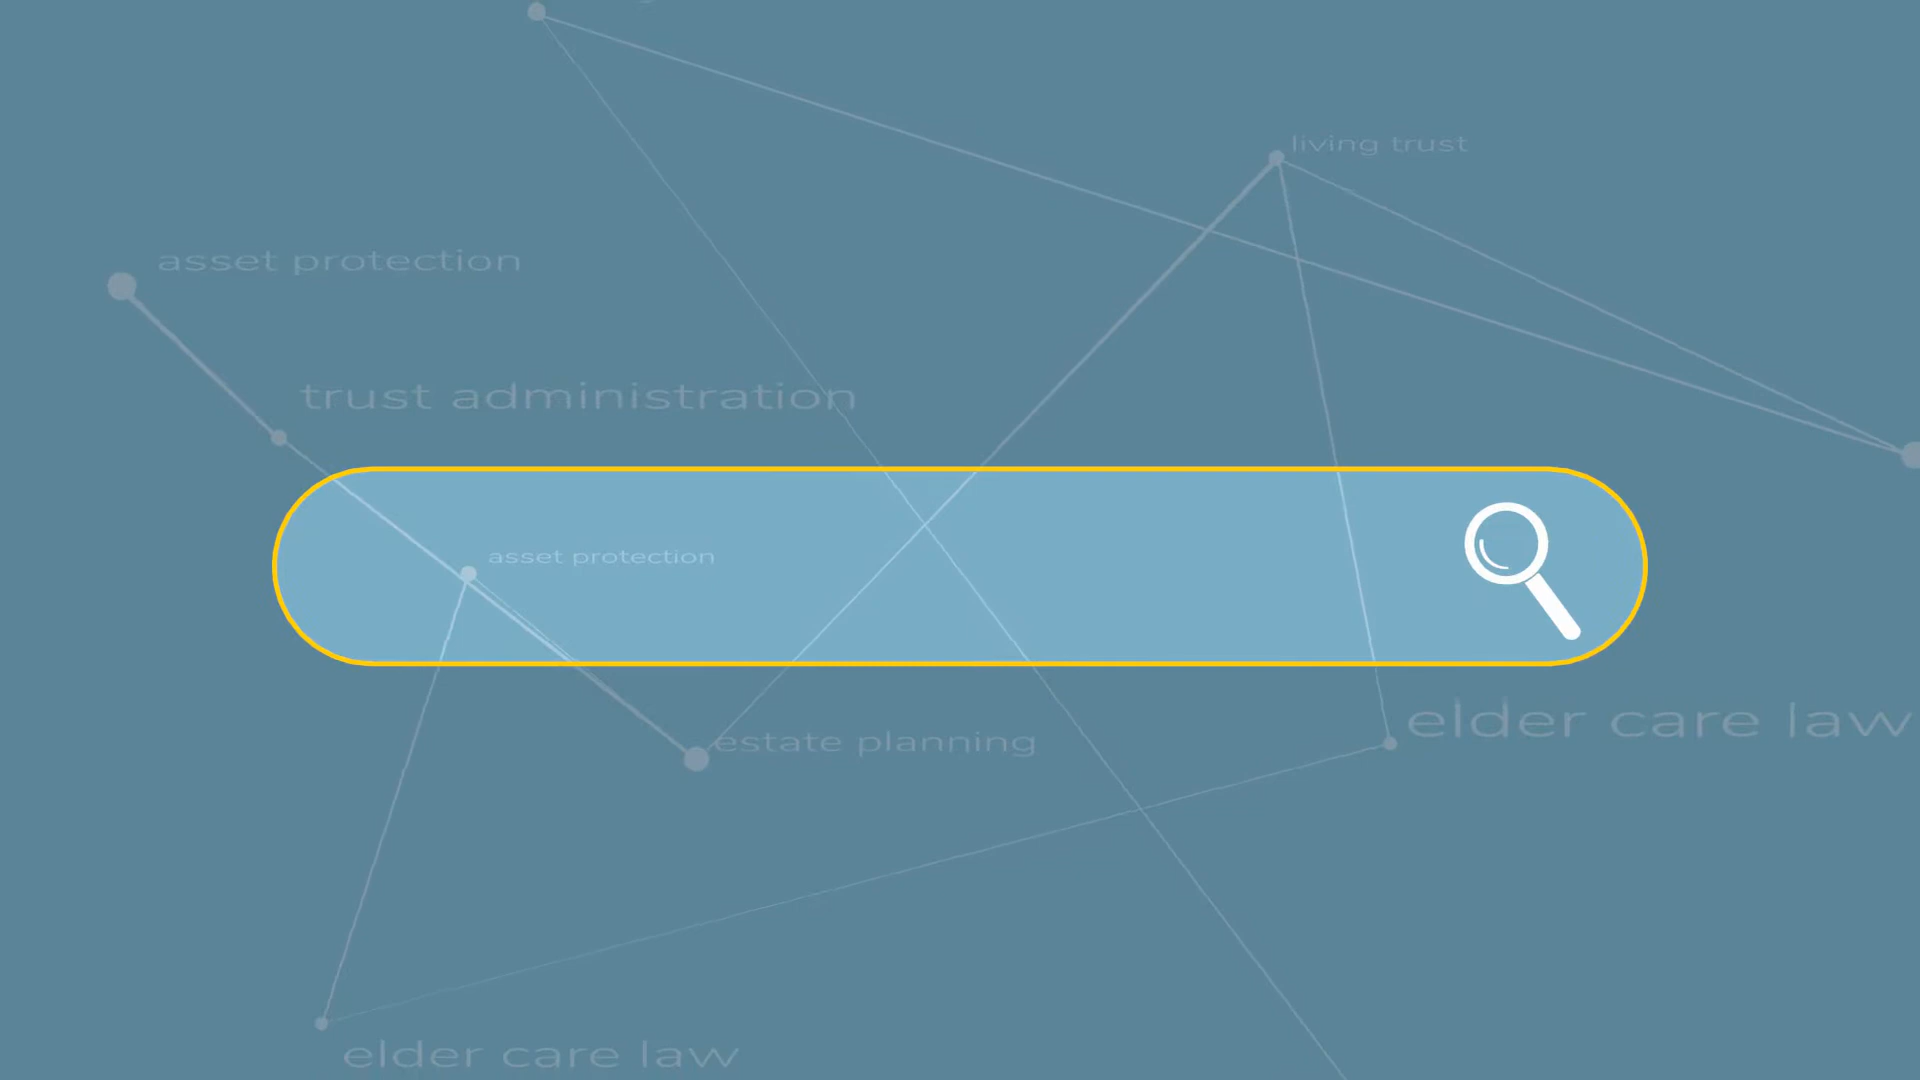 living trust
asset protection
trust administration
asset protection
elder care law
estate planning
elder care law